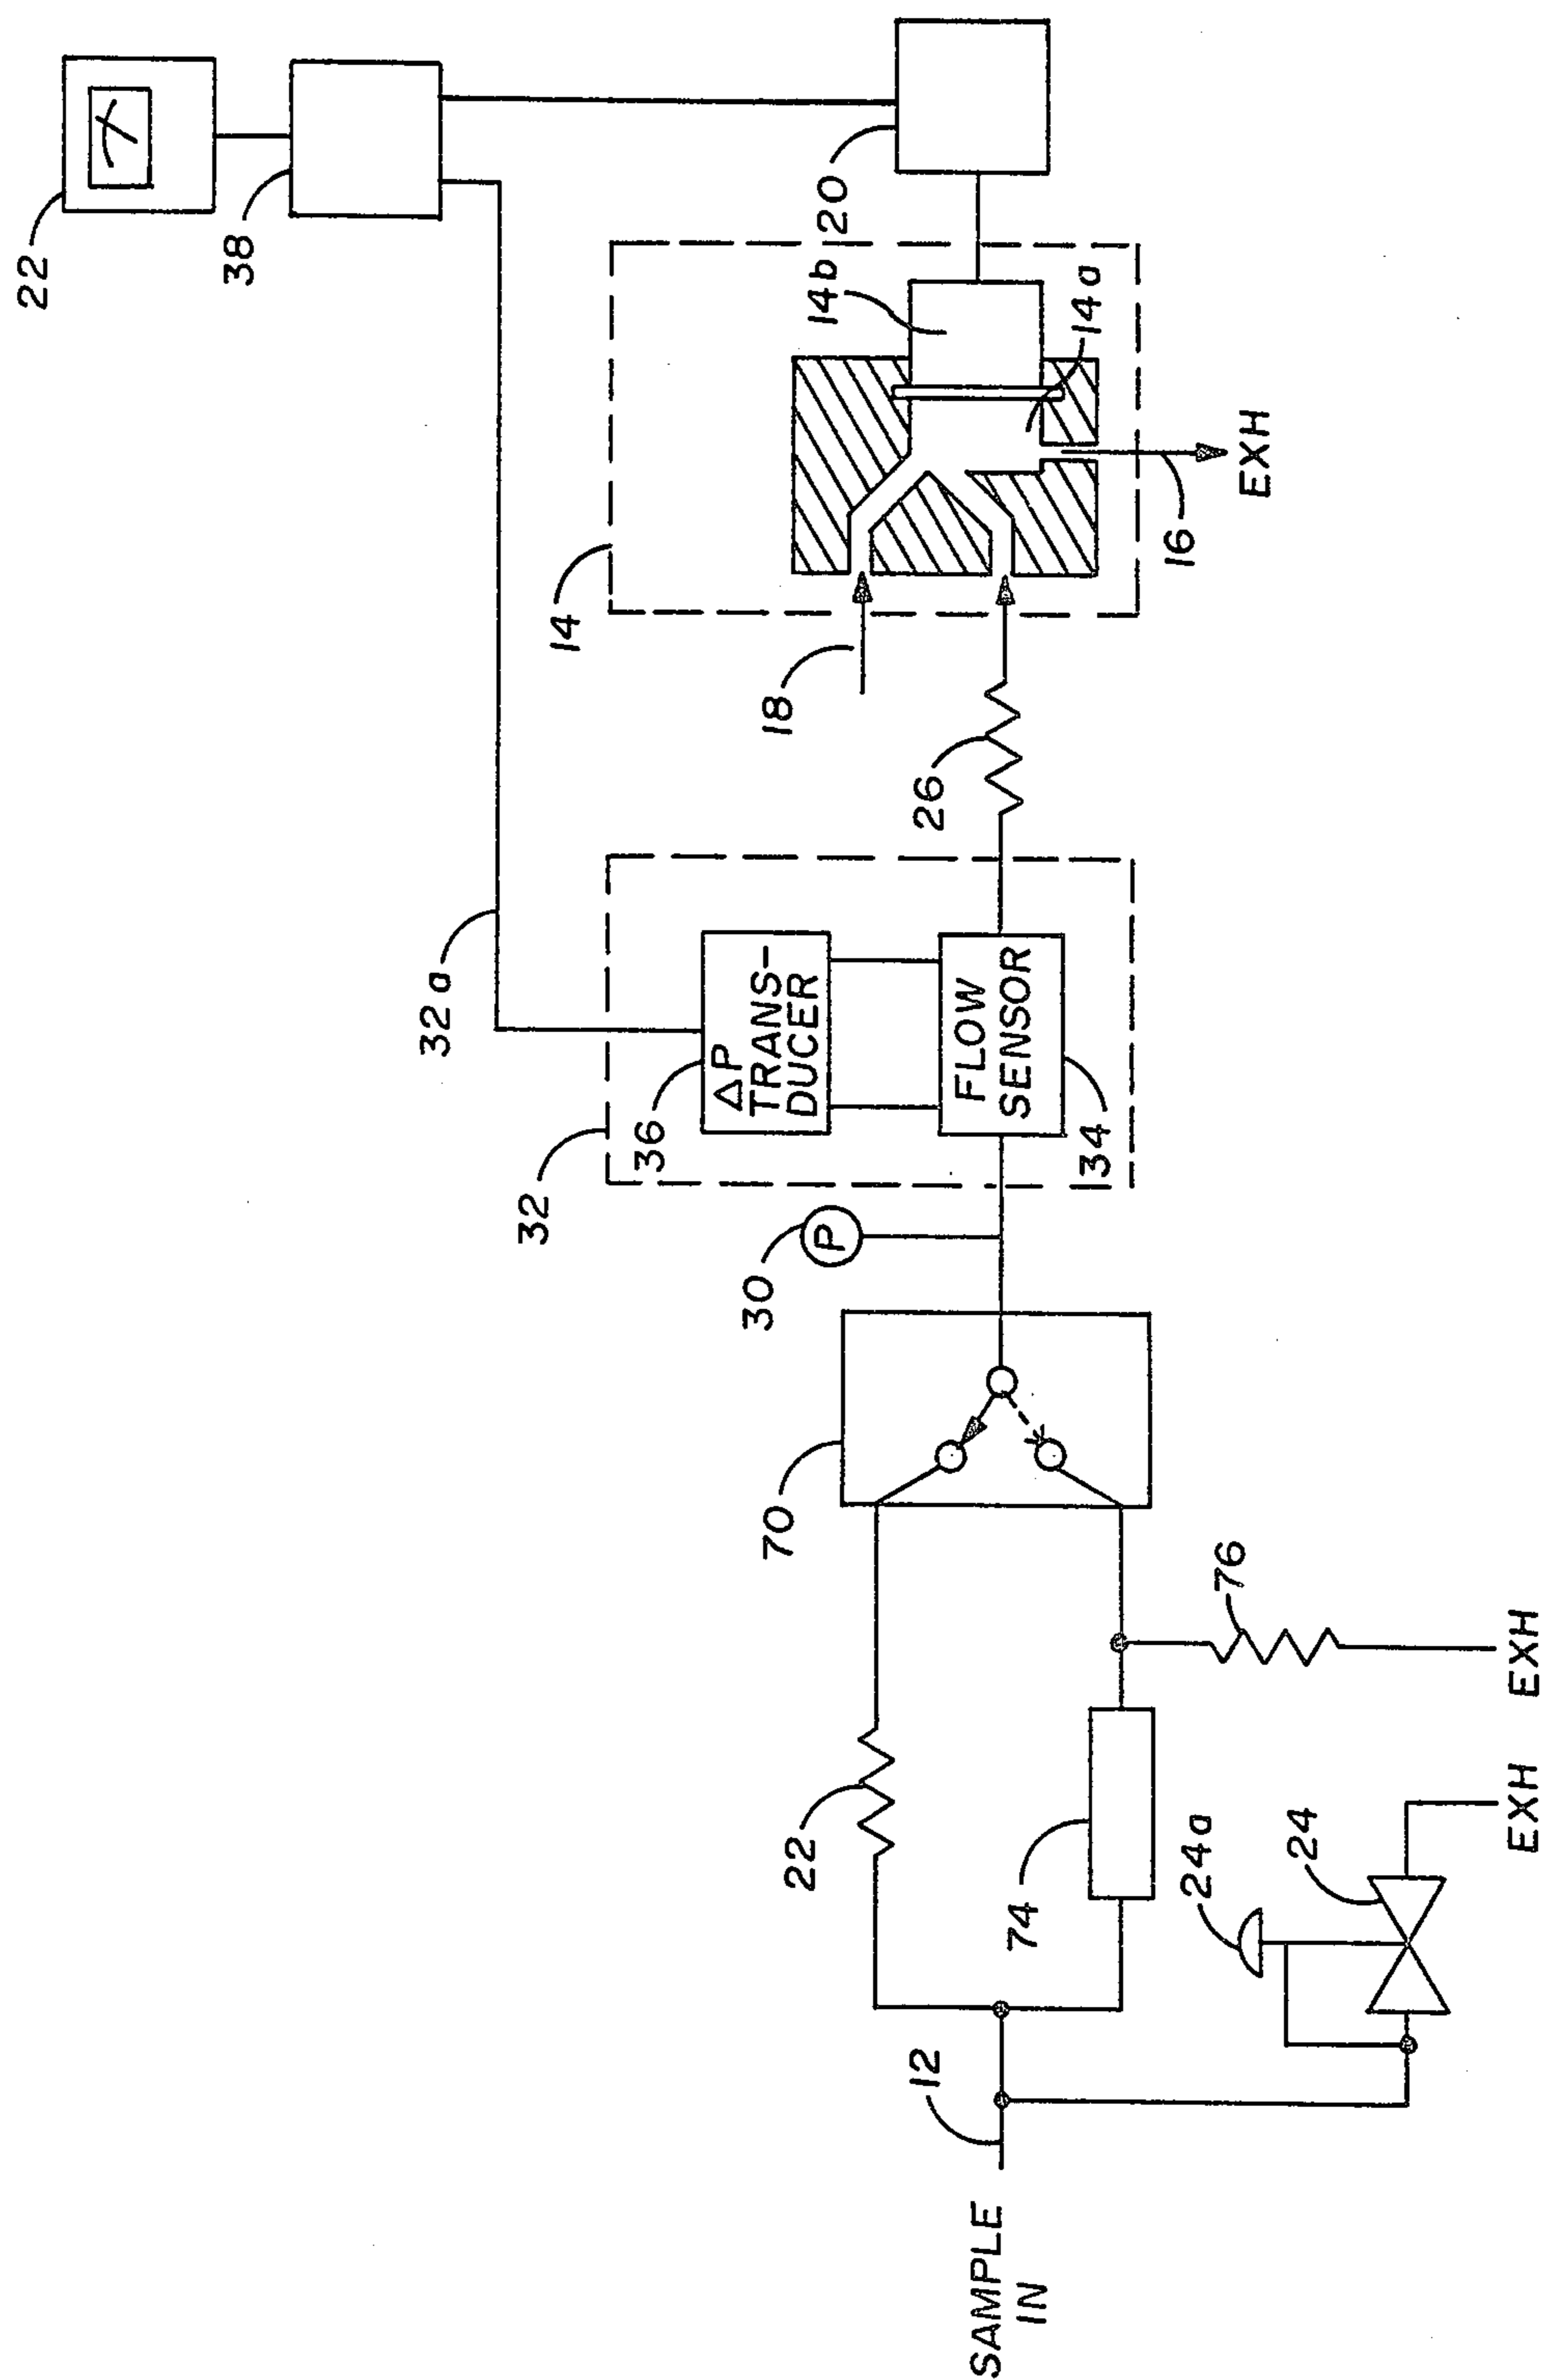 22
38
32a
32
14
36
ΔP
TRANS-
DUCER
30
P
18
70
22
14b
20
12
26
FLOW
SENSOR
SAMPLE
IN
74
14a
34
16
24a
76
EXH
24
EXH
EXH